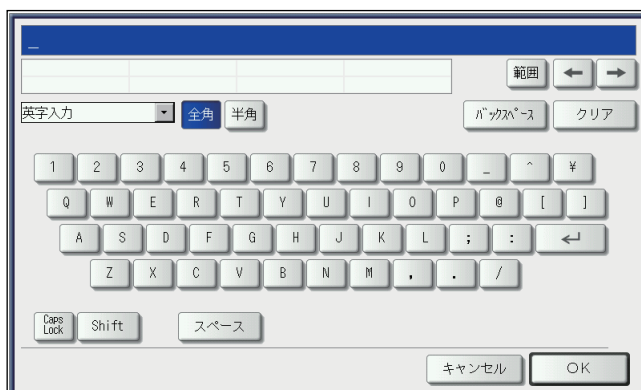 _
範囲 ← →
英字入力 全角 半角 バックスペース クリア
1 2 3 4 5 6 7 8 9 0 _ ^ ¥
Q W E R T Y U I O P @ [ ]
A S D F G H J K L ; : ↵
Z X C V B N M , . /
Caps Lock Shift スペース
キャンセル OK